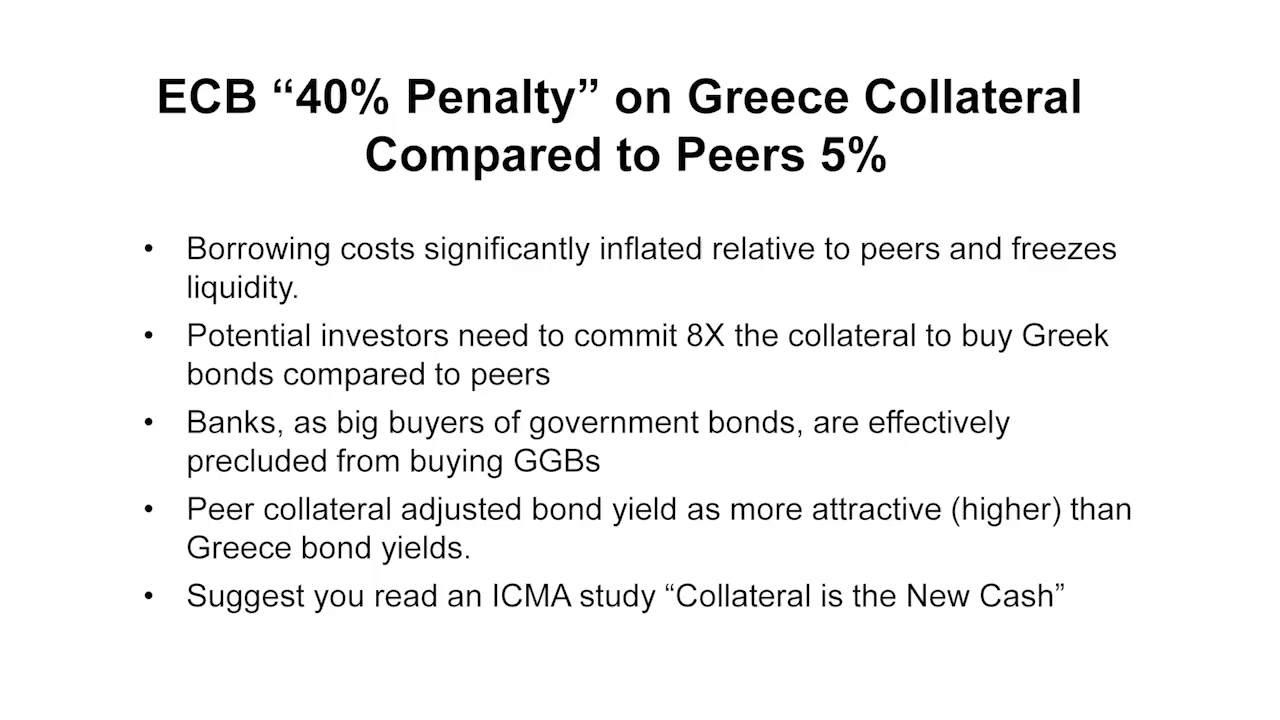 ECB “40% Penalty” on Greece Collateral
Compared to Peers 5%
• Borrowing costs significantly inflated relative to peers and freezes
liquidity.
• Potential investors need to commit 8X the collateral to buy Greek
bonds compared to peers
• Banks, as big buyers of government bonds, are effectively
precluded from buying GGBs
• Peer collateral adjusted bond yield as more attractive (higher) than
Greece bond yields.
• Suggest you read an ICMA study “Collateral is the New Cash”